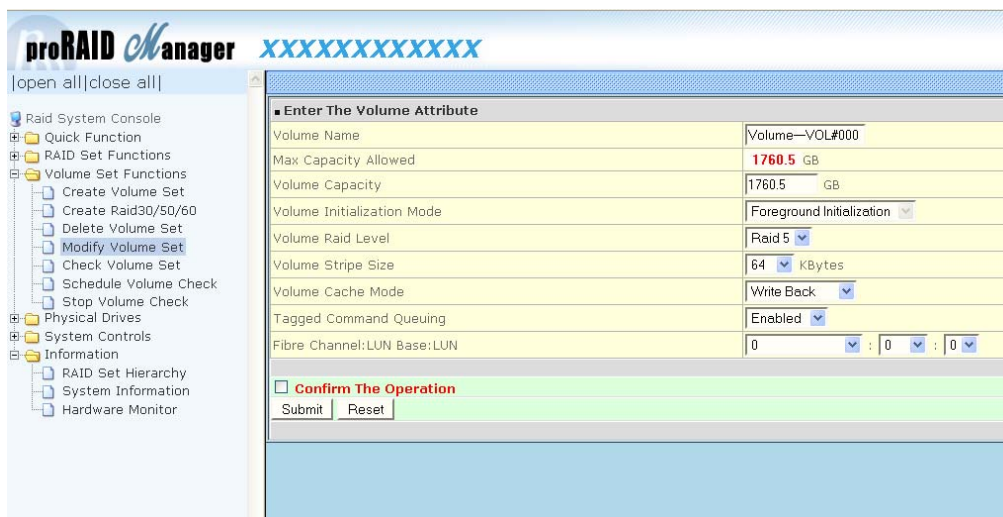 proRAID Manager XXXXXXXXXXXX
|open all|close all|
Raid System Console
Quick Function
RAID Set Functions
Volume Set Functions
Create Volume Set
Create Raid30/50/60
Delete Volume Set
Modify Volume Set
Check Volume Set
Schedule Volume Check
Stop Volume Check
Physical Drives
System Controls
Information
RAID Set Hierarchy
System Information
Hardware Monitor
Enter The Volume Attribute
Volume Name Volume—VOL#000
Max Capacity Allowed 1760.5 GB
Volume Capacity 1760.5 GB
Volume Initialization Mode Foreground Initialization
Volume Raid Level Raid 5
Volume Stripe Size 64 KBytes
Volume Cache Mode Write Back
Tagged Command Queuing Enabled
Fibre Channel:LUN Base:LUN 0 : 0 : 0
Confirm The Operation
Submit Reset